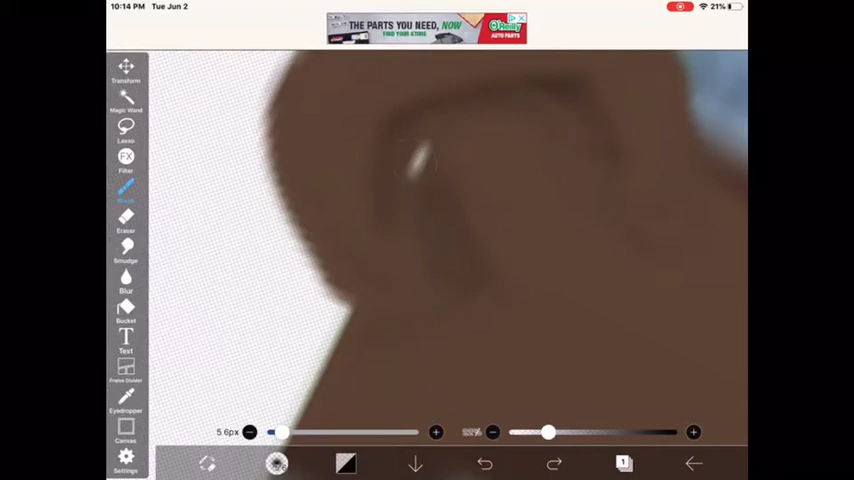 10:14 PM Tue Jun 2
21%
THE PARTS YOU NEED, NOW
FIND YOUR STORE
O'Reilly
AUTO PARTS
Transform
Magic Wand
Lasso
FX
Filter
Brush
Eraser
Smudge
Blur
Bucket
T
Text
Frame Divider
Eyedropper
Canvas
Settings
5.6px
6
1